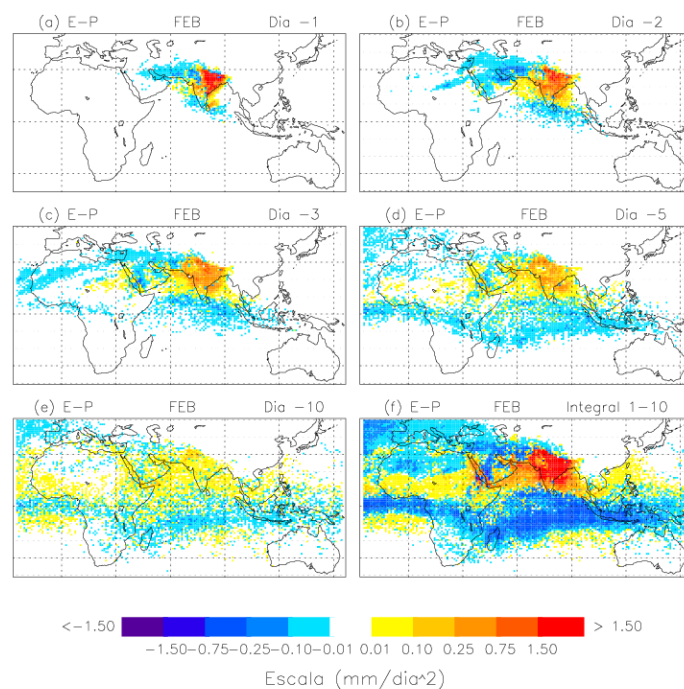 (a) E-P FEB Dia -1
(b) E-P FEB Dia -2
(c) E-P FEB Dia -3
(d) E-P FEB Dia -5
(e) E-P FEB Dia -10
(f) E-P FEB Integral 1-10
<-1.50 > 1.50
-1.50-0.75-0.25-0.10-0.01 0.01 0.10 0.25 0.75 1.50
Escala (mm/dia^2)